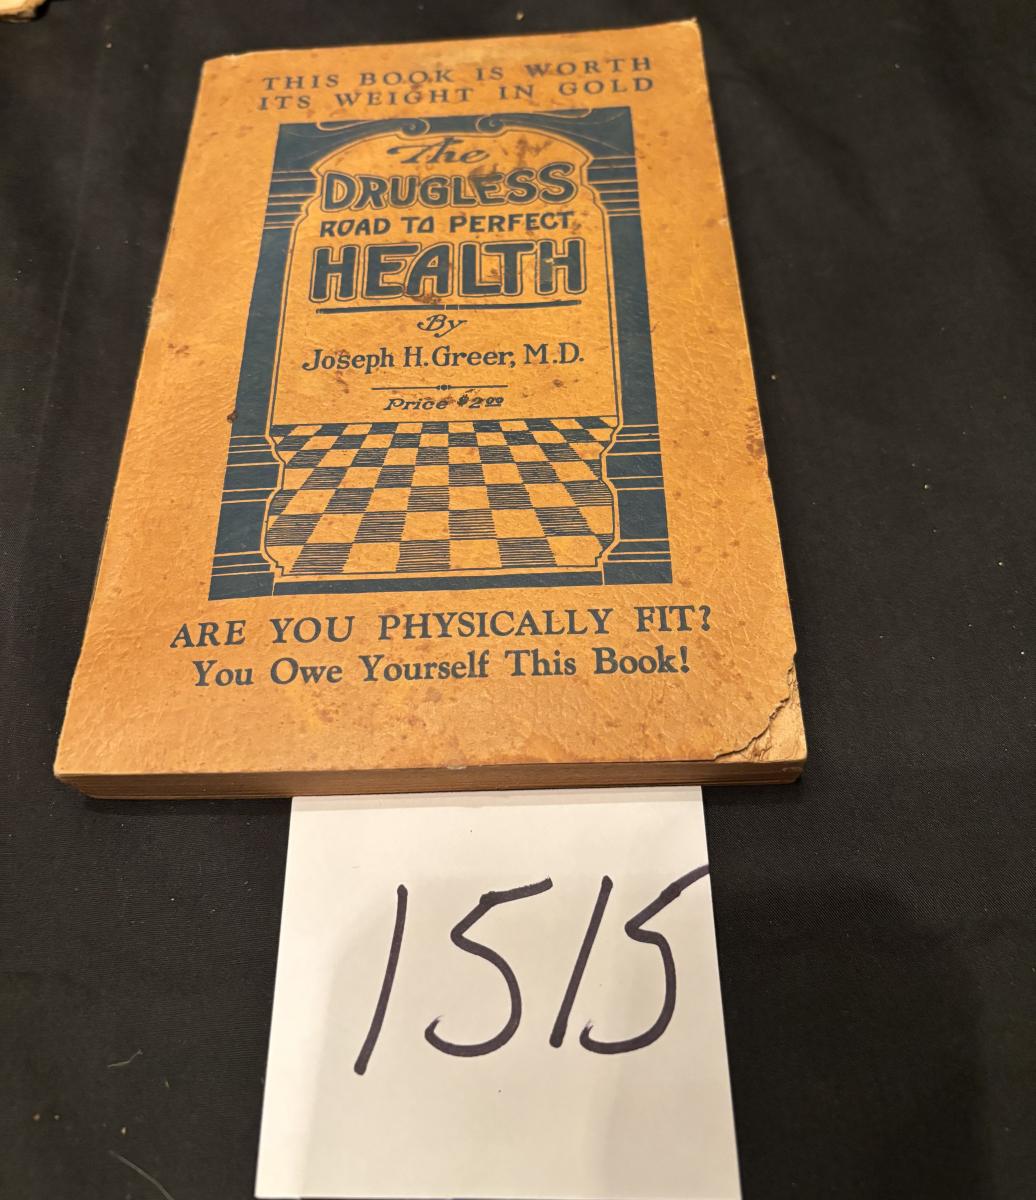 THIS BOOK IS WORTH
ITS WEIGHT IN GOLD
The
DRUGLESS
ROAD TO PERFECT
HEALTH
By
Joseph H. Greer, M.D.
Price $2.00
ARE YOU PHYSICALLY FIT?
You Owe Yourself This Book!
1515